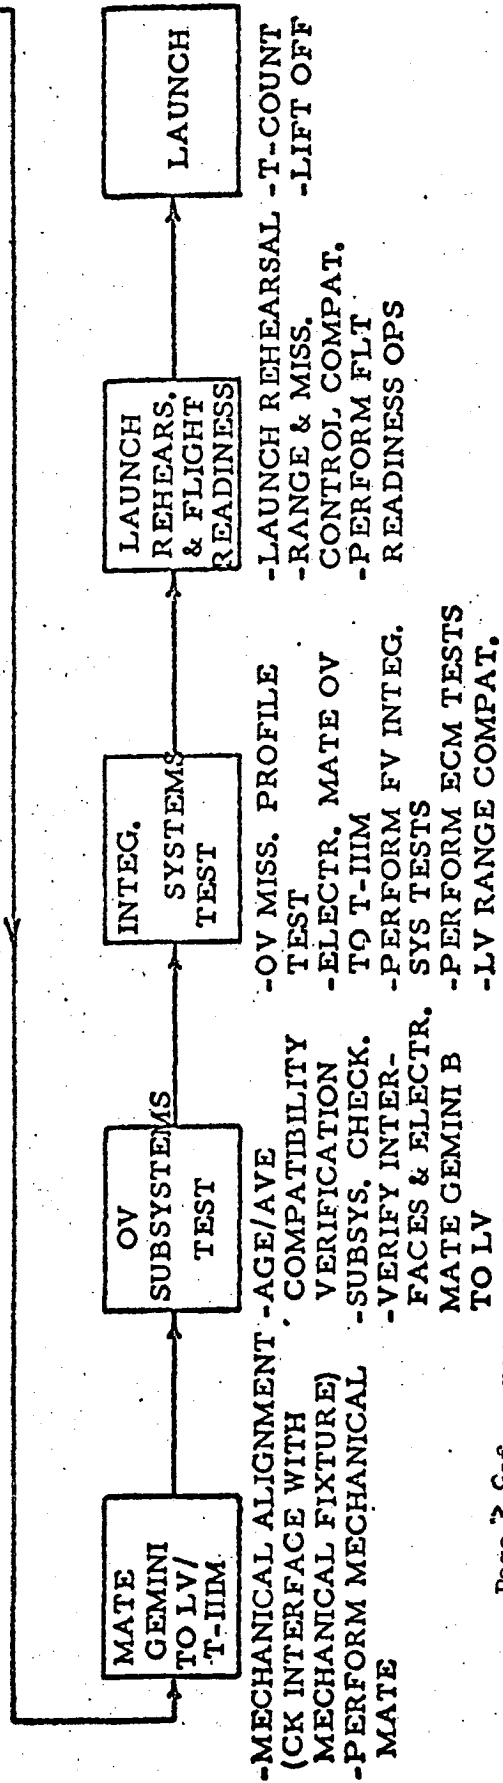 MATE
GEMINI
TO LV/
T-IIIM
-MECHANICAL ALIGNMENT
(CK INTERFACE WITH
MECHANICAL FIXTURE)
-PERFORM MECHANICAL
MATE
OV
SUBSYSTEMS
TEST
-AGE/AVE
COMPATIBILITY
VERIFICATION
-SUBSYS. CHECK.
-VERIFY INTER-
FACES & ELECTR.
MATE GEMINI B
TO LV
INTEG.
SYSTEMS
TEST
-OV MISS. PROFILE
TEST
-ELECTR. MATE OV
TO T-IIIM
-PERFORM FV INTEG.
SYS TESTS
-PERFORM ECM TESTS
-LV RANGE COMPAT.
LAUNCH
REHEARS.
& FLIGHT
READINESS
-LAUNCH REHEARSAL
-RANGE & MISS.
CONTROL COMPAT.
-PERFORM FLT
READINESS OPS
LAUNCH
-T-COUNT
-LIFT OFF